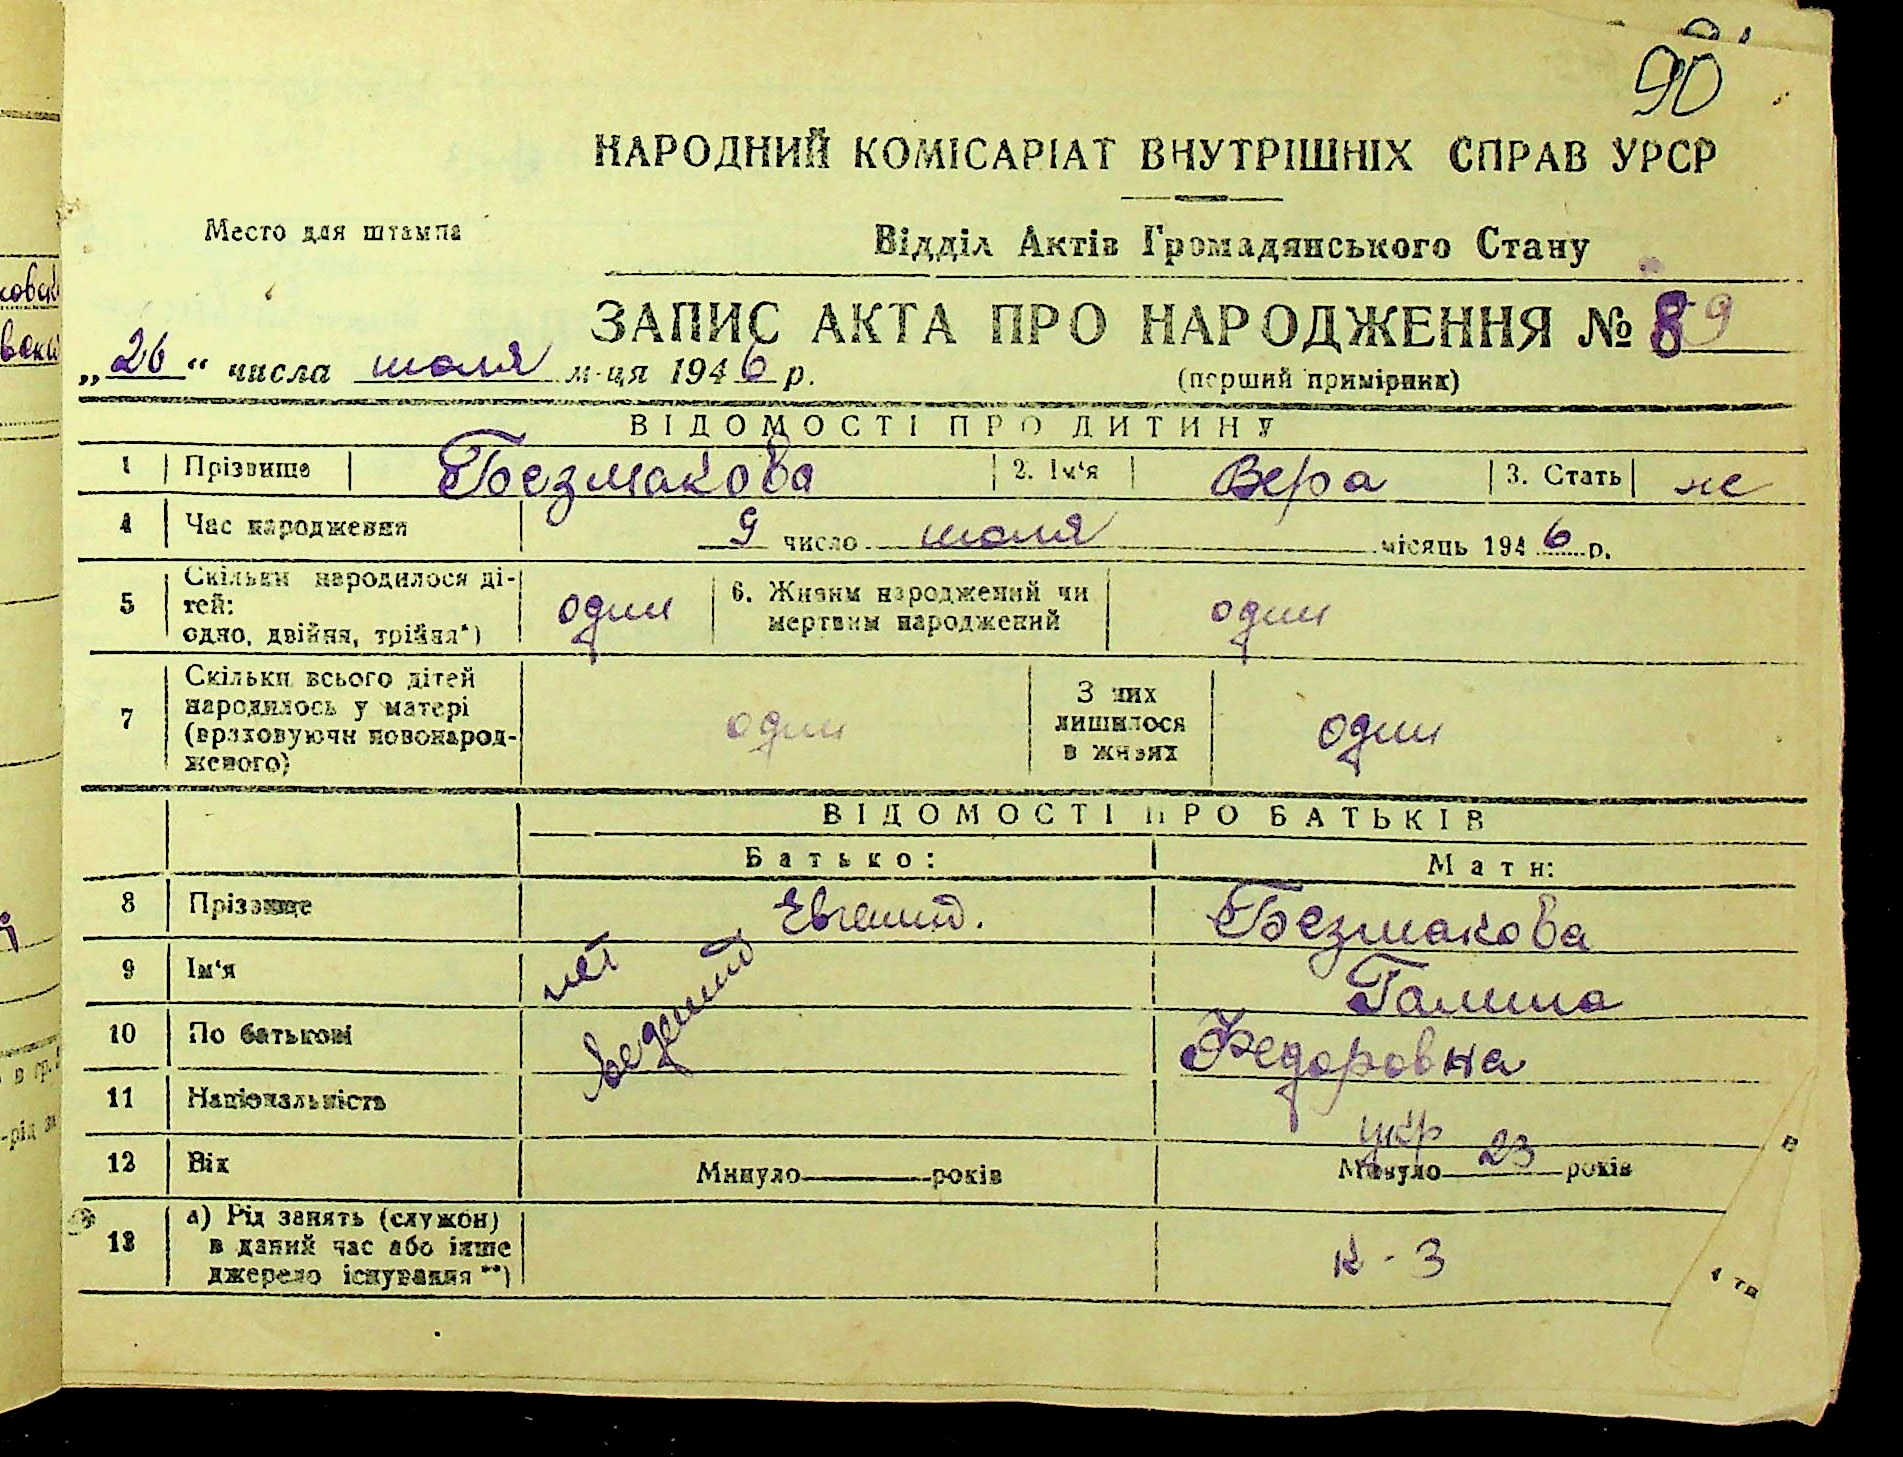 90
НАРОДНИЙ КОМІСАРІАТ ВНУТРІШНІХ СПРАВ УРСР
Место для штампа
Відділ Актів Громадянського Стану
ЗАПИС АКТА ПРО НАРОДЖЕННЯ № 89
„26“ числа июля м-ця 1946 р.
(перший примірник)
ВІДОМОСТІ ПРО ДИТИНУ
1 Прізвище Безмакова 2. Ім‘я Вера 3. Стать
4 Час народження 9 число июля місяць 1946 р.
5 Скільки народилося дітей: одно, двійня, трійня*) один 6. Живим народжений чи мертвим народжений один
7 Скільки всього дітей народилось у матері (враховуючи новонародженого) один З них лишилося в живих один
ВІДОМОСТІ ПРО БАТЬКІВ
Батько: Мати:
8 Прізвище Безмакова
9 Ім‘я нет Галина
10 По батькові Федоровна
11 Національність укр
12 Вік Минуло років Минуло 23 років
13 а) Рід занять (служби) в даний час або інше джерело існування **) к-з